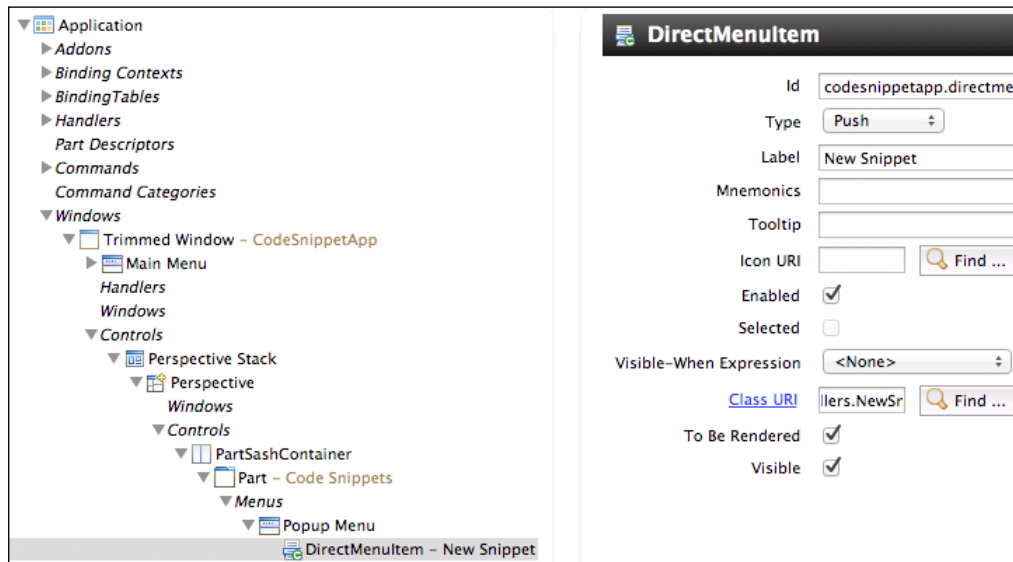 Application
Addons
Binding Contexts
BindingTables
Handlers
Part Descriptors
Commands
Command Categories
Windows
Trimmed Window – CodeSnippetApp
Main Menu
Handlers
Windows
Controls
Perspective Stack
Perspective
Windows
Controls
PartSashContainer
Part – Code Snippets
Menus
Popup Menu
DirectMenuItem – New Snippet
DirectMenuItem
Id codesnippetapp.directme
Type Push
Label New Snippet
Mnemonics
Tooltip
Icon URI Find ...
Enabled
Selected
Visible-When Expression <None>
Class URI llers.NewSr Find ...
To Be Rendered
Visible